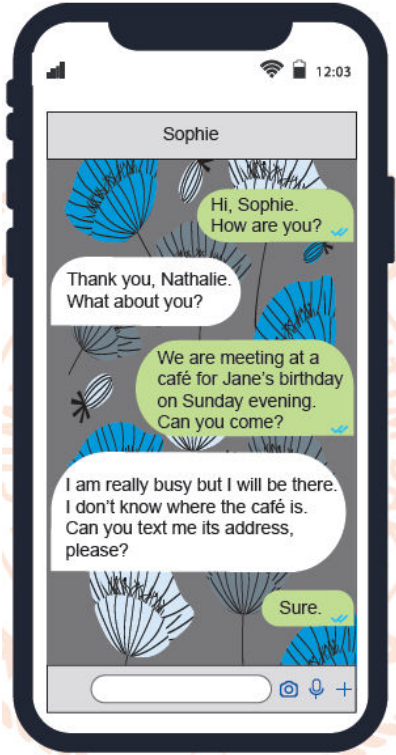 12:03
Sophie
Hi, Sophie.
How are you?
Thank you, Nathalie.
What about you?
We are meeting at a
café for Jane's birthday
on Sunday evening.
Can you come?
I am really busy but I will be there.
I don't know where the café is.
Can you text me its address,
please?
Sure.